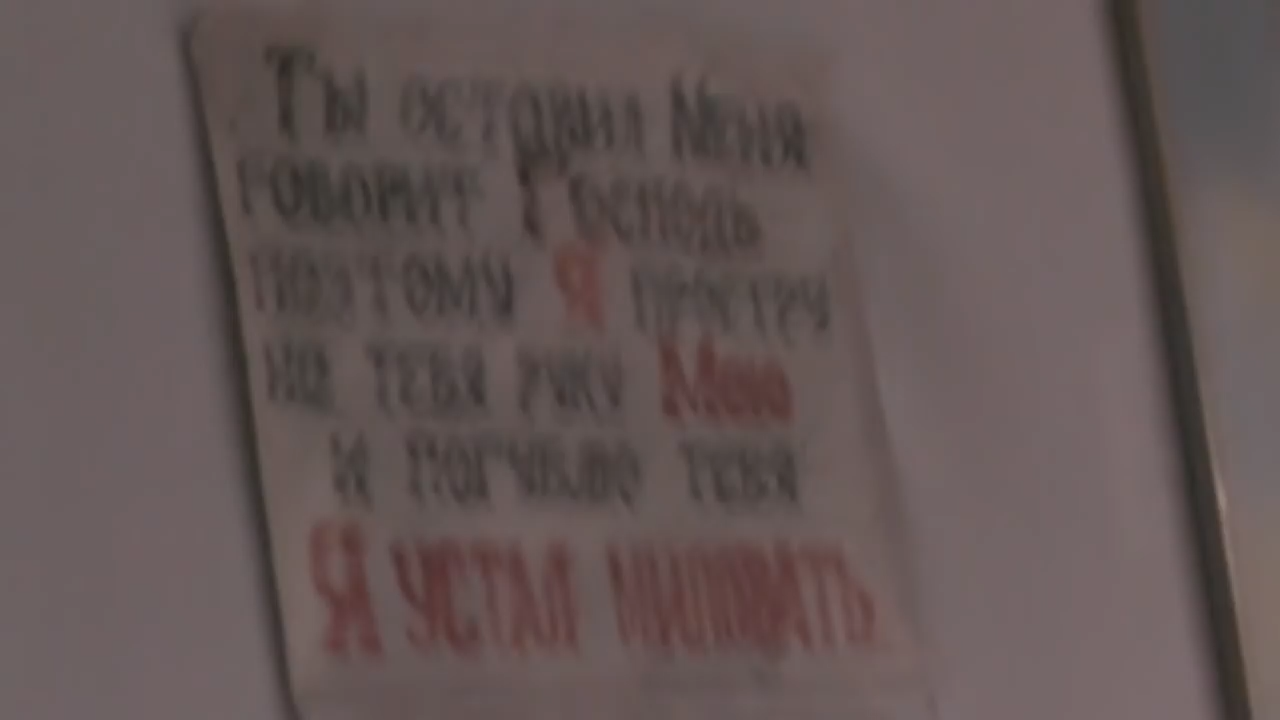 Ты оставил Меня
говорит Господь
поэтому Я простру
на тебя руку Мою
и погублю тебя
Я УСТАЛ МИЛОВАТЬ